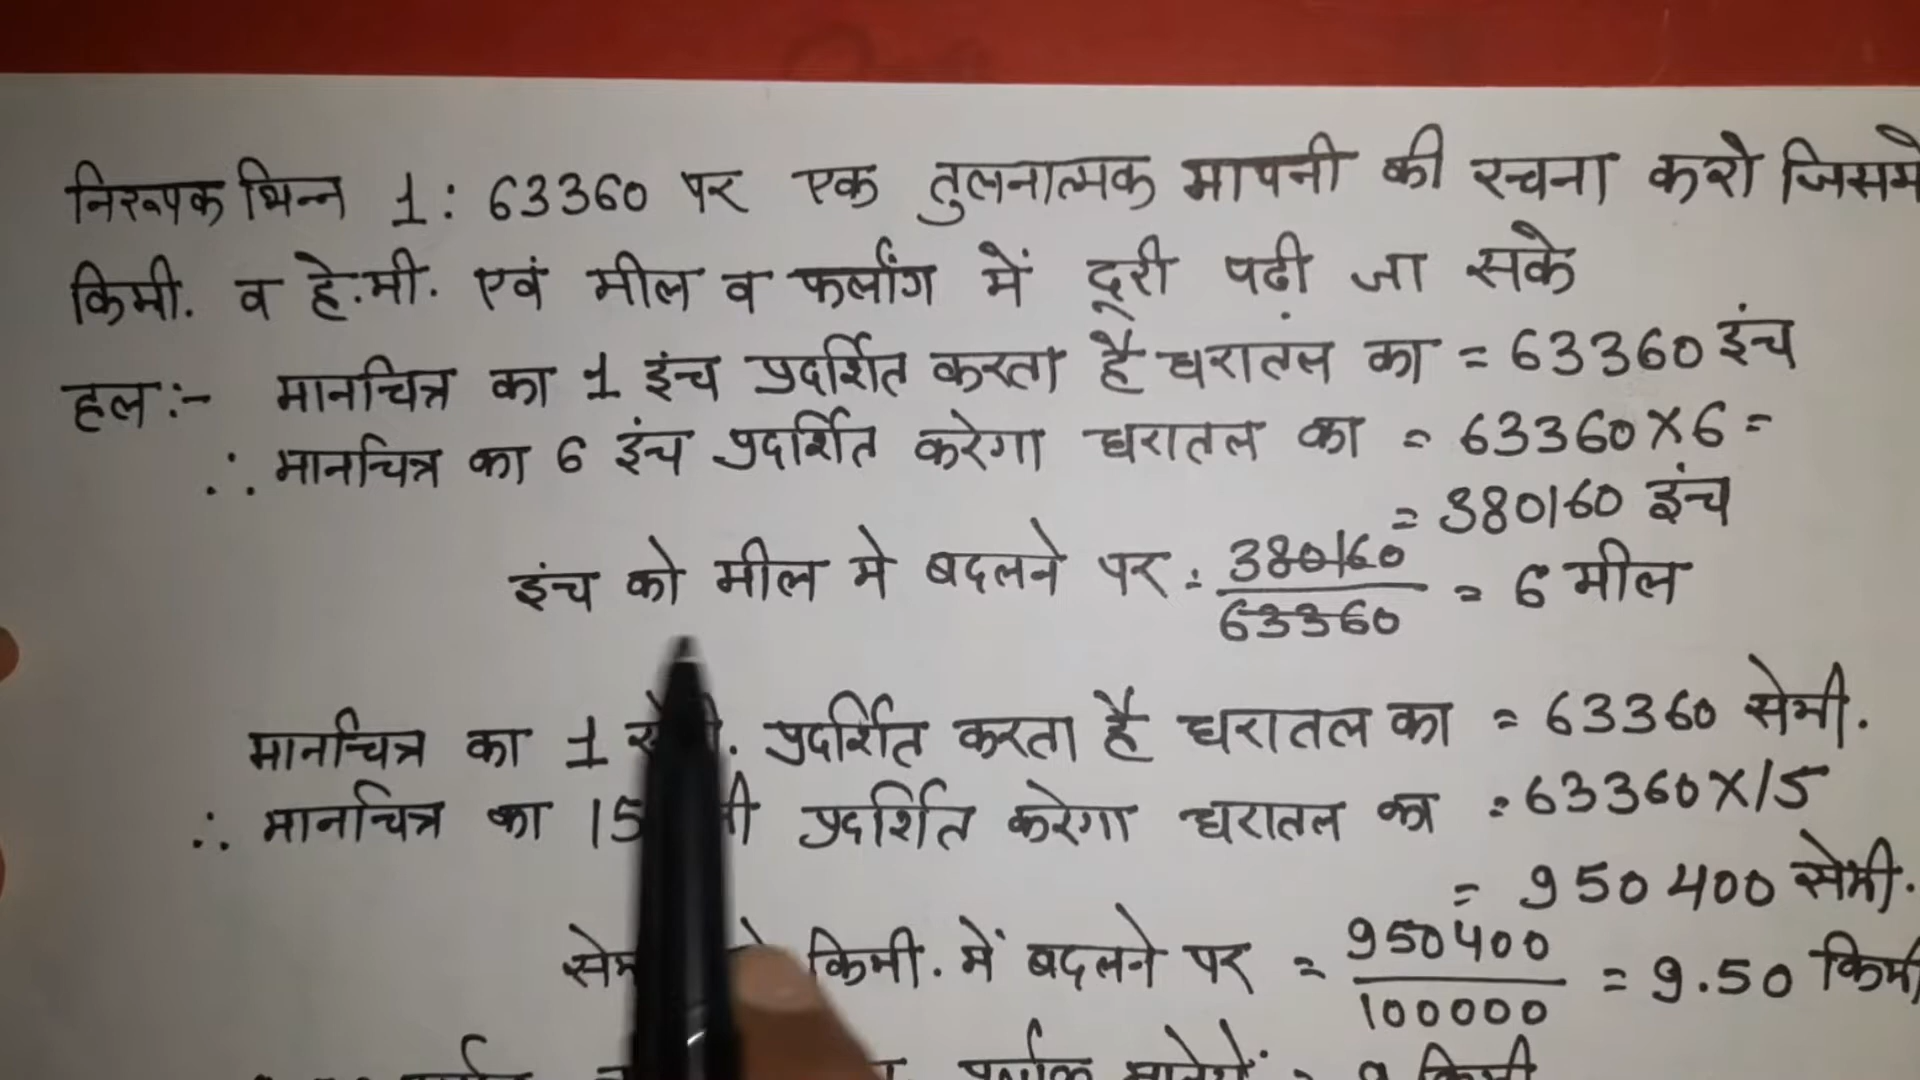 निरूपक भिन्न 1 : 63360 पर एक तुलनात्मक मापनी की रचना करो जिसमे
किमी. व हे.मी. एवं मील व फर्लांग में दूरी पढी जा सके
हल :- मानचित्र का 1 इंच प्रदर्शित करता है धरातल का = 63360 इंच
∴ मानचित्र का 6 इंच प्रदर्शित करेगा धरातल का = 63360 X 6 =
= 380160 इंच
इंच को मील मे बदलने पर = 380160 / 63360 = 6 मील
मानचित्र का 1 प्रदर्शित करता है धरातल का = 63360 सेमी.
∴ मानचित्र का 15 प्रदर्शित करेगा धरातल का = 63360 X 15
= 950400 सेमी.
किमी. में बदलने पर = 950400 / 100000 = 9.50 किमी